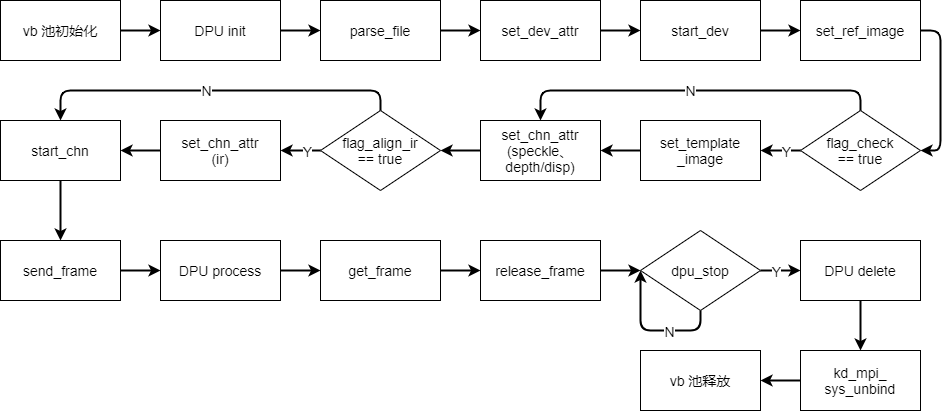 vb 池初始化
DPU init
parse_file
set_dev_attr
start_dev
set_ref_image
N
N
start_chn
set_chn_attr
(ir)
Y
flag_align_ir
== true
set_chn_attr
(speckle、
depth/disp)
set_template
_image
Y
flag_check
== true
send_frame
DPU process
get_frame
release_frame
dpu_stop
Y
DPU delete
N
vb 池释放
kd_mpi_
sys_unbind